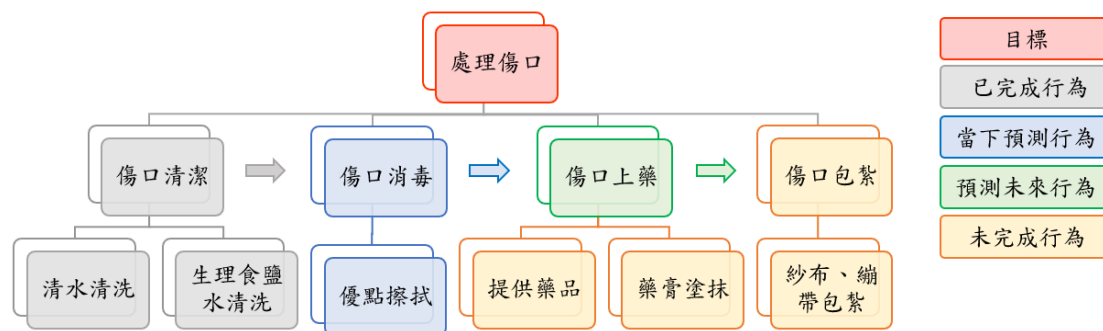 處理傷口
目標
已完成行為
當下預測行為
預測未來行為
未完成行為
傷口清潔
傷口消毒
傷口上藥
傷口包紮
清水清洗
生理食鹽
水清洗
優點擦拭
提供藥品
藥膏塗抹
紗布、繃
帶包紮